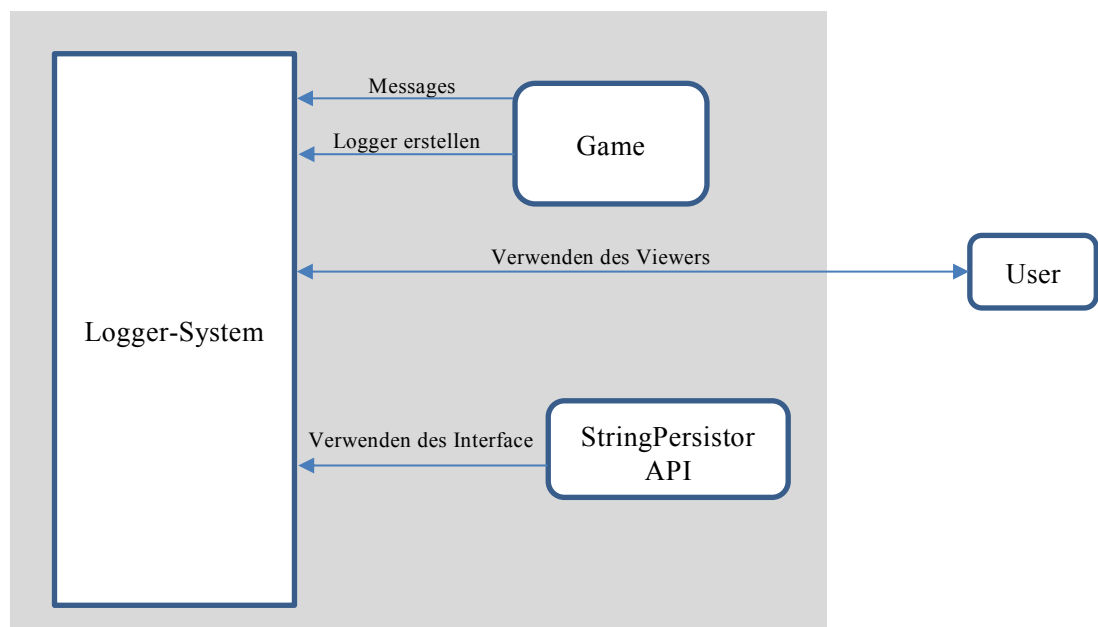 Messages
Logger erstellen
Game
Verwenden des Viewers
User
Logger-System
Verwenden des Interface
StringPersistor
API